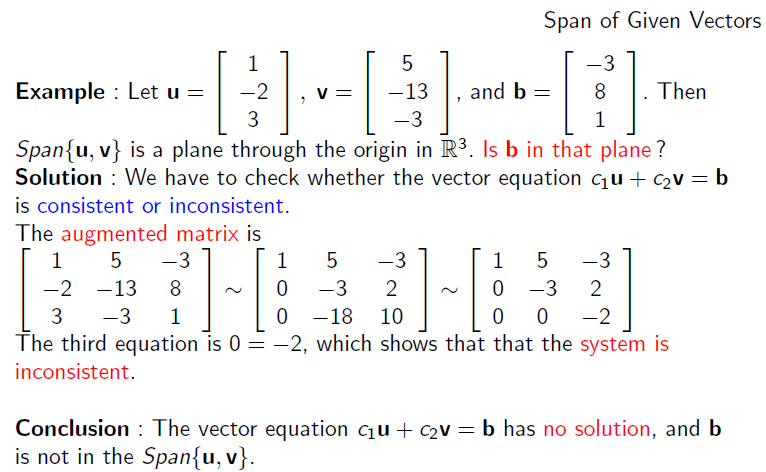 Span of Given Vectors
Example : Let u = [ 1 −2 3 ] , v = [ 5 −13 −3 ] , and b = [ −3 8 1 ] . Then
Span{u, v} is a plane through the origin in ℝ³. Is b in that plane ?
Solution : We have to check whether the vector equation c₁u + c₂v = b
is consistent or inconsistent.
The augmented matrix is
[ 1 5 −3 ] [ 1 5 −3 ] [ 1 5 −3 ]
[ −2 −13 8 ] ∼ [ 0 −3 2 ] ∼ [ 0 −3 2 ]
[ 3 −3 1 ] [ 0 −18 10 ] [ 0 0 −2 ]
The third equation is 0 = −2, which shows that that the system is
inconsistent.
Conclusion : The vector equation c₁u + c₂v = b has no solution, and b
is not in the Span{u, v}.